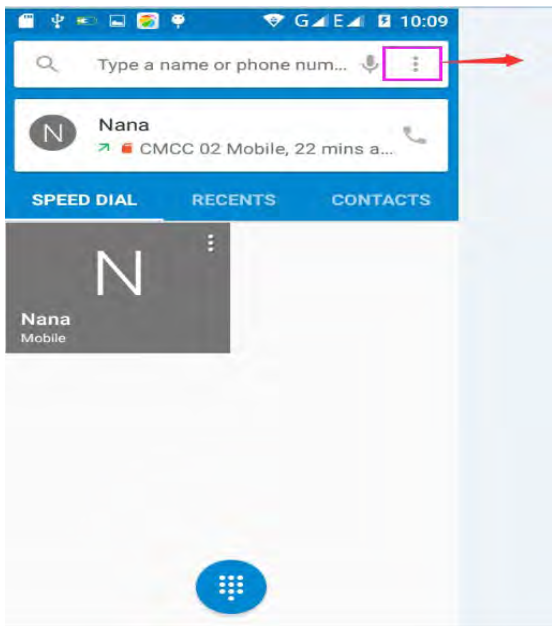 G E 10:09
Type a name or phone num...
N Nana
CMCC 02 Mobile, 22 mins a...
SPEED DIAL RECENTS CONTACTS
N
Nana
Mobile